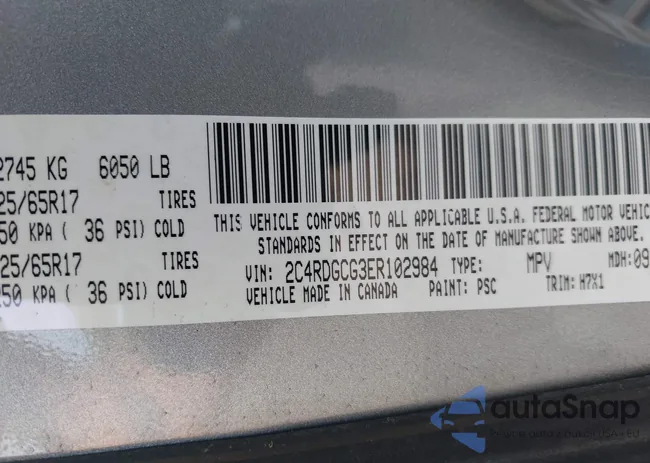 2745 KG 6050 LB
25/65R17 TIRES
50 KPA ( 36 PSI) COLD
25/65R17 TIRES
250 KPA ( 36 PSI) COLD
THIS VEHICLE CONFORMS TO ALL APPLICABLE U.S.A. FEDERAL MOTOR VEHIC
STANDARDS IN EFFECT ON THE DATE OF MANUFACTURE SHOWN ABOVE.
VIN: 2C4RDGCG3ER102984 TYPE: MPV MDH: 09
VEHICLE MADE IN CANADA PAINT: PSC TRIM: H7X1
autoSnap